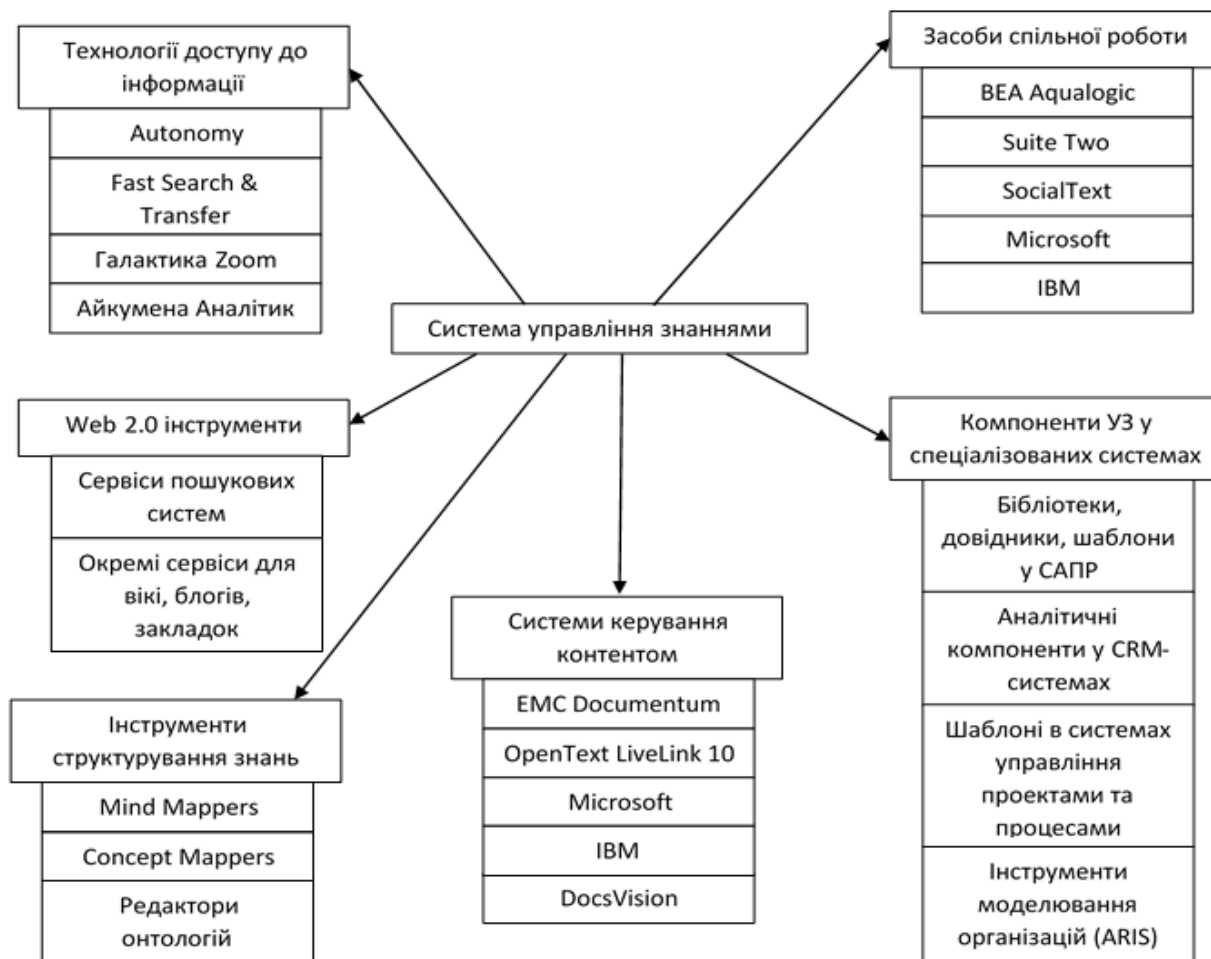 Технології доступу до
інформації
Autonomy
Fast Search &
Transfer
Галактика Zoom
Айкумена Аналітик
Засоби спільної роботи
BEA Aqualogic
Suite Two
SocialText
Microsoft
IBM
Система управління знаннями
Web 2.0 інструменти
Сервіси пошукових
систем
Окремі сервіси для
вікі, блогів,
закладок
Інструменти
структурування знань
Mind Mappers
Concept Mappers
Редактори
онтологій
Системи керування
контентом
EMC Documentum
OpenText LiveLink 10
Microsoft
IBM
DocsVision
Компоненти УЗ у
спеціалізованих системах
Бібліотеки,
довідники, шаблони
у САПР
Аналітичні
компоненти у CRM-
системах
Шаблоні в системах
управління
проектами та
процесами
Інструменти
моделювання
організацій (ARIS)